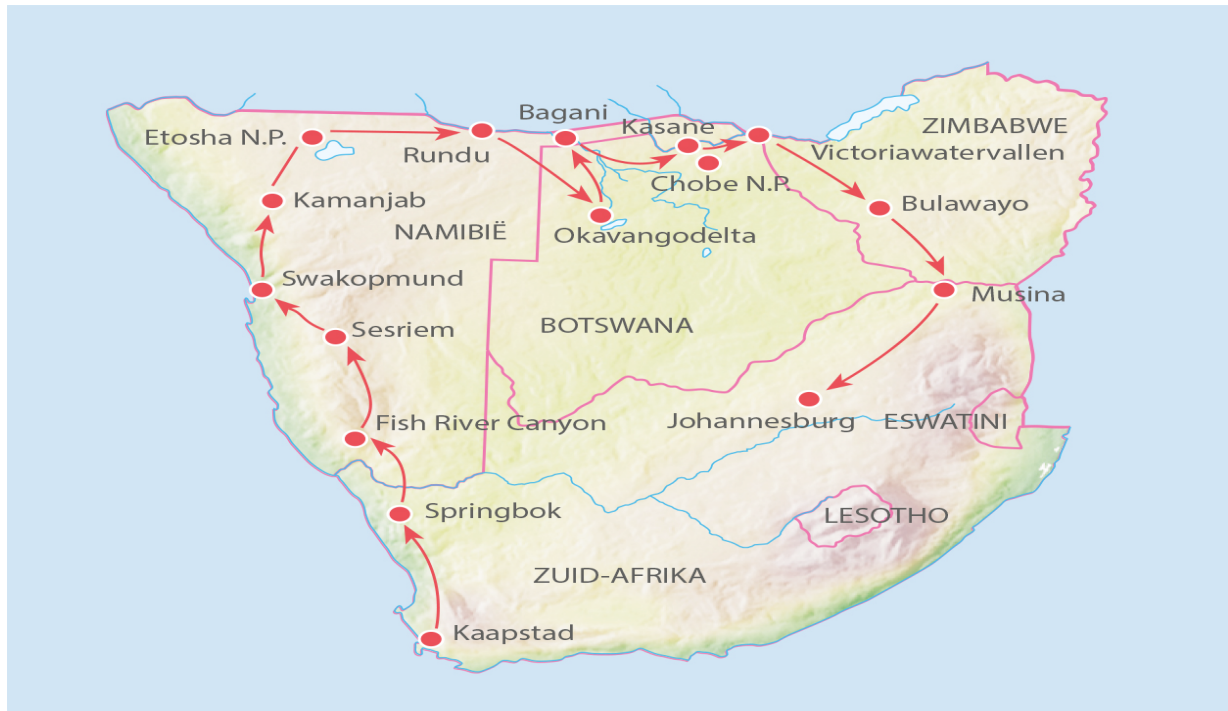 Bagani
Kasane
ZIMBABWE
Etosha N.P.
Rundu
Victoriawatervallen
Chobe N.P.
Kamanjab
Bulawayo
NAMIBIË
Okavangodelta
Swakopmund
Musina
Sesriem
BOTSWANA
Fish River Canyon
Johannesburg
ESWATINI
Springbok
LESOTHO
ZUID-AFRIKA
Kaapstad